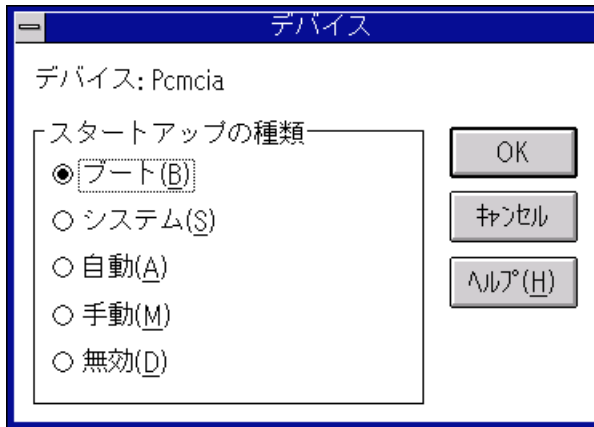 デバイス
デバイス: Pcmcia
スタートアップの種類
ブート(B)
システム(S)
自動(A)
手動(M)
無効(D)
OK
ｷｬﾝｾﾙ
ﾍﾙﾌﾟ(H)